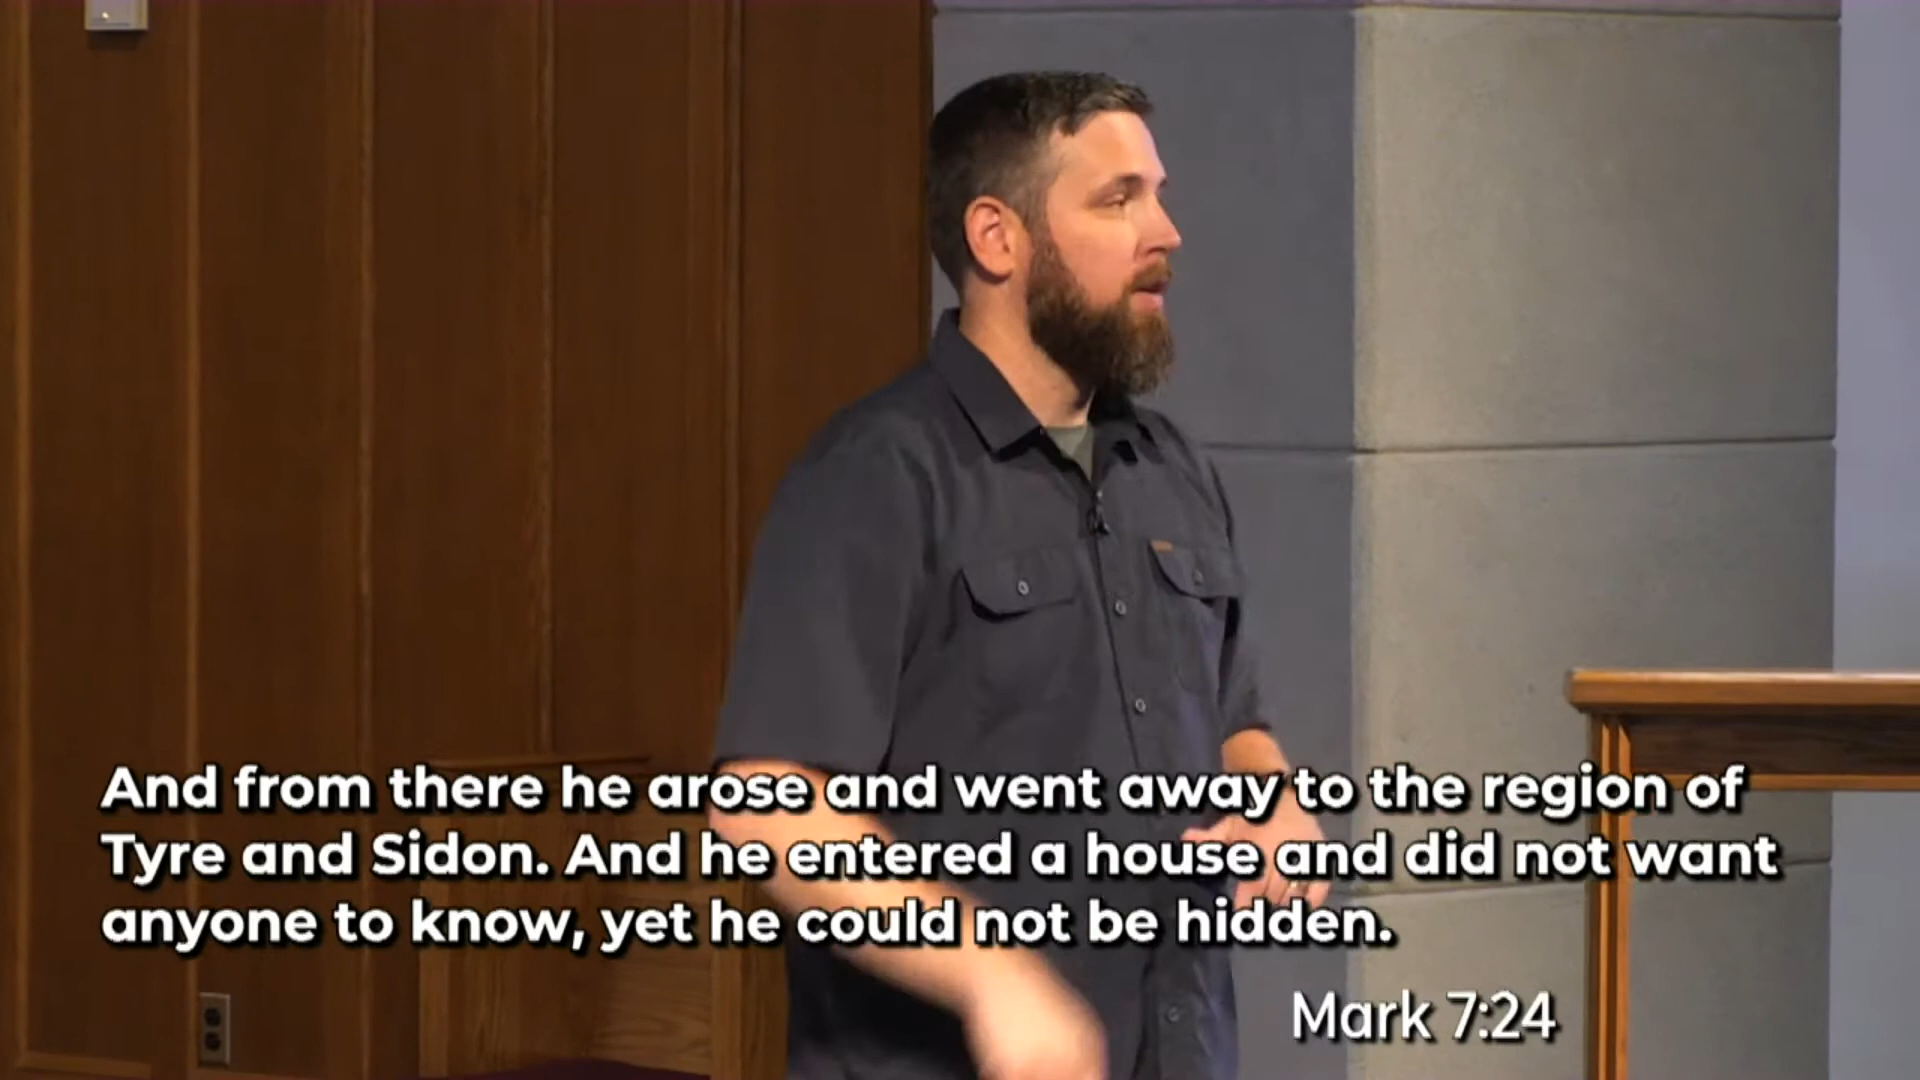 And from there he arose and went away to the region of
Tyre and Sidon. And he entered a house and did not want
anyone to know, yet he could not be hidden.
Mark 7:24